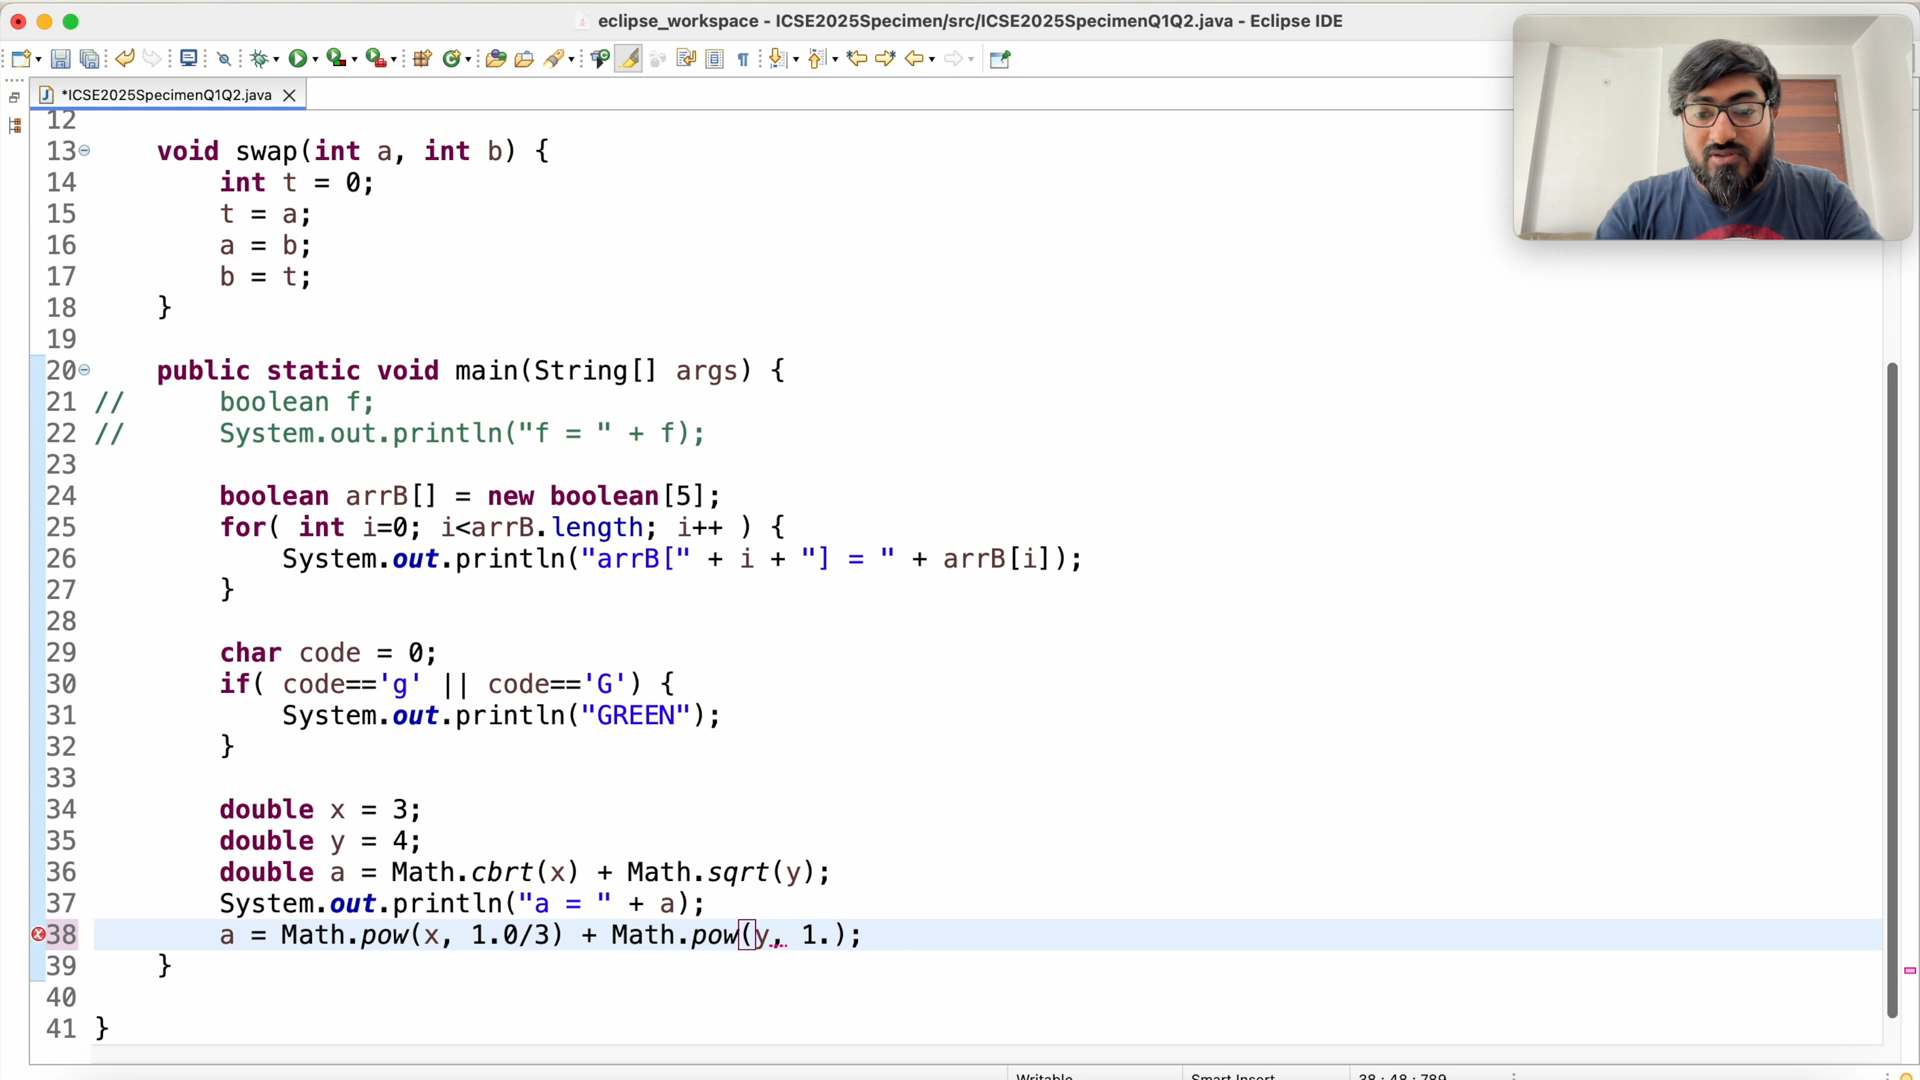 eclipse_workspace - ICSE2025Specimen/src/ICSE2025SpecimenQ1Q2.java - Eclipse IDE
*ICSE2025SpecimenQ1Q2.java
12
13 void swap(int a, int b) {
14 int t = 0;
15 t = a;
16 a = b;
17 b = t;
18 }
19
20 public static void main(String[] args) {
21 // boolean f;
22 // System.out.println("f = " + f);
23
24 boolean arrB[] = new boolean[5];
25 for( int i=0; i<arrB.length; i++ ) {
26 System.out.println("arrB[" + i + "] = " + arrB[i]);
27 }
28
29 char code = 0;
30 if( code=='g' || code=='G') {
31 System.out.println("GREEN");
32 }
33
34 double x = 3;
35 double y = 4;
36 double a = Math.cbrt(x) + Math.sqrt(y);
37 System.out.println("a = " + a);
38 a = Math.pow(x, 1.0/3) + Math.pow(y, 1.);
39 }
40
41 }
Writable Smart Insert 38 : 48 : 789